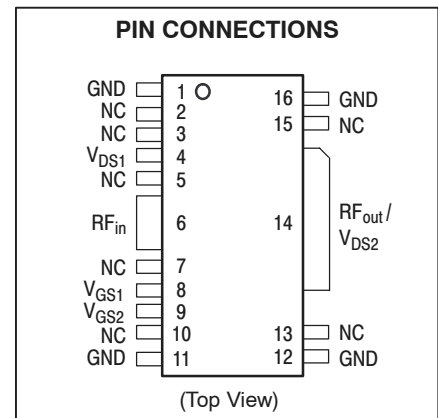 PIN CONNECTIONS
GND 1 16 GND
NC 2 15 NC
NC 3
VDS1 4
NC 5
RFin 6 14 RFout / VDS2
NC 7
VGS1 8
VGS2 9
NC 10 13 NC
GND 11 12 GND
(Top View)